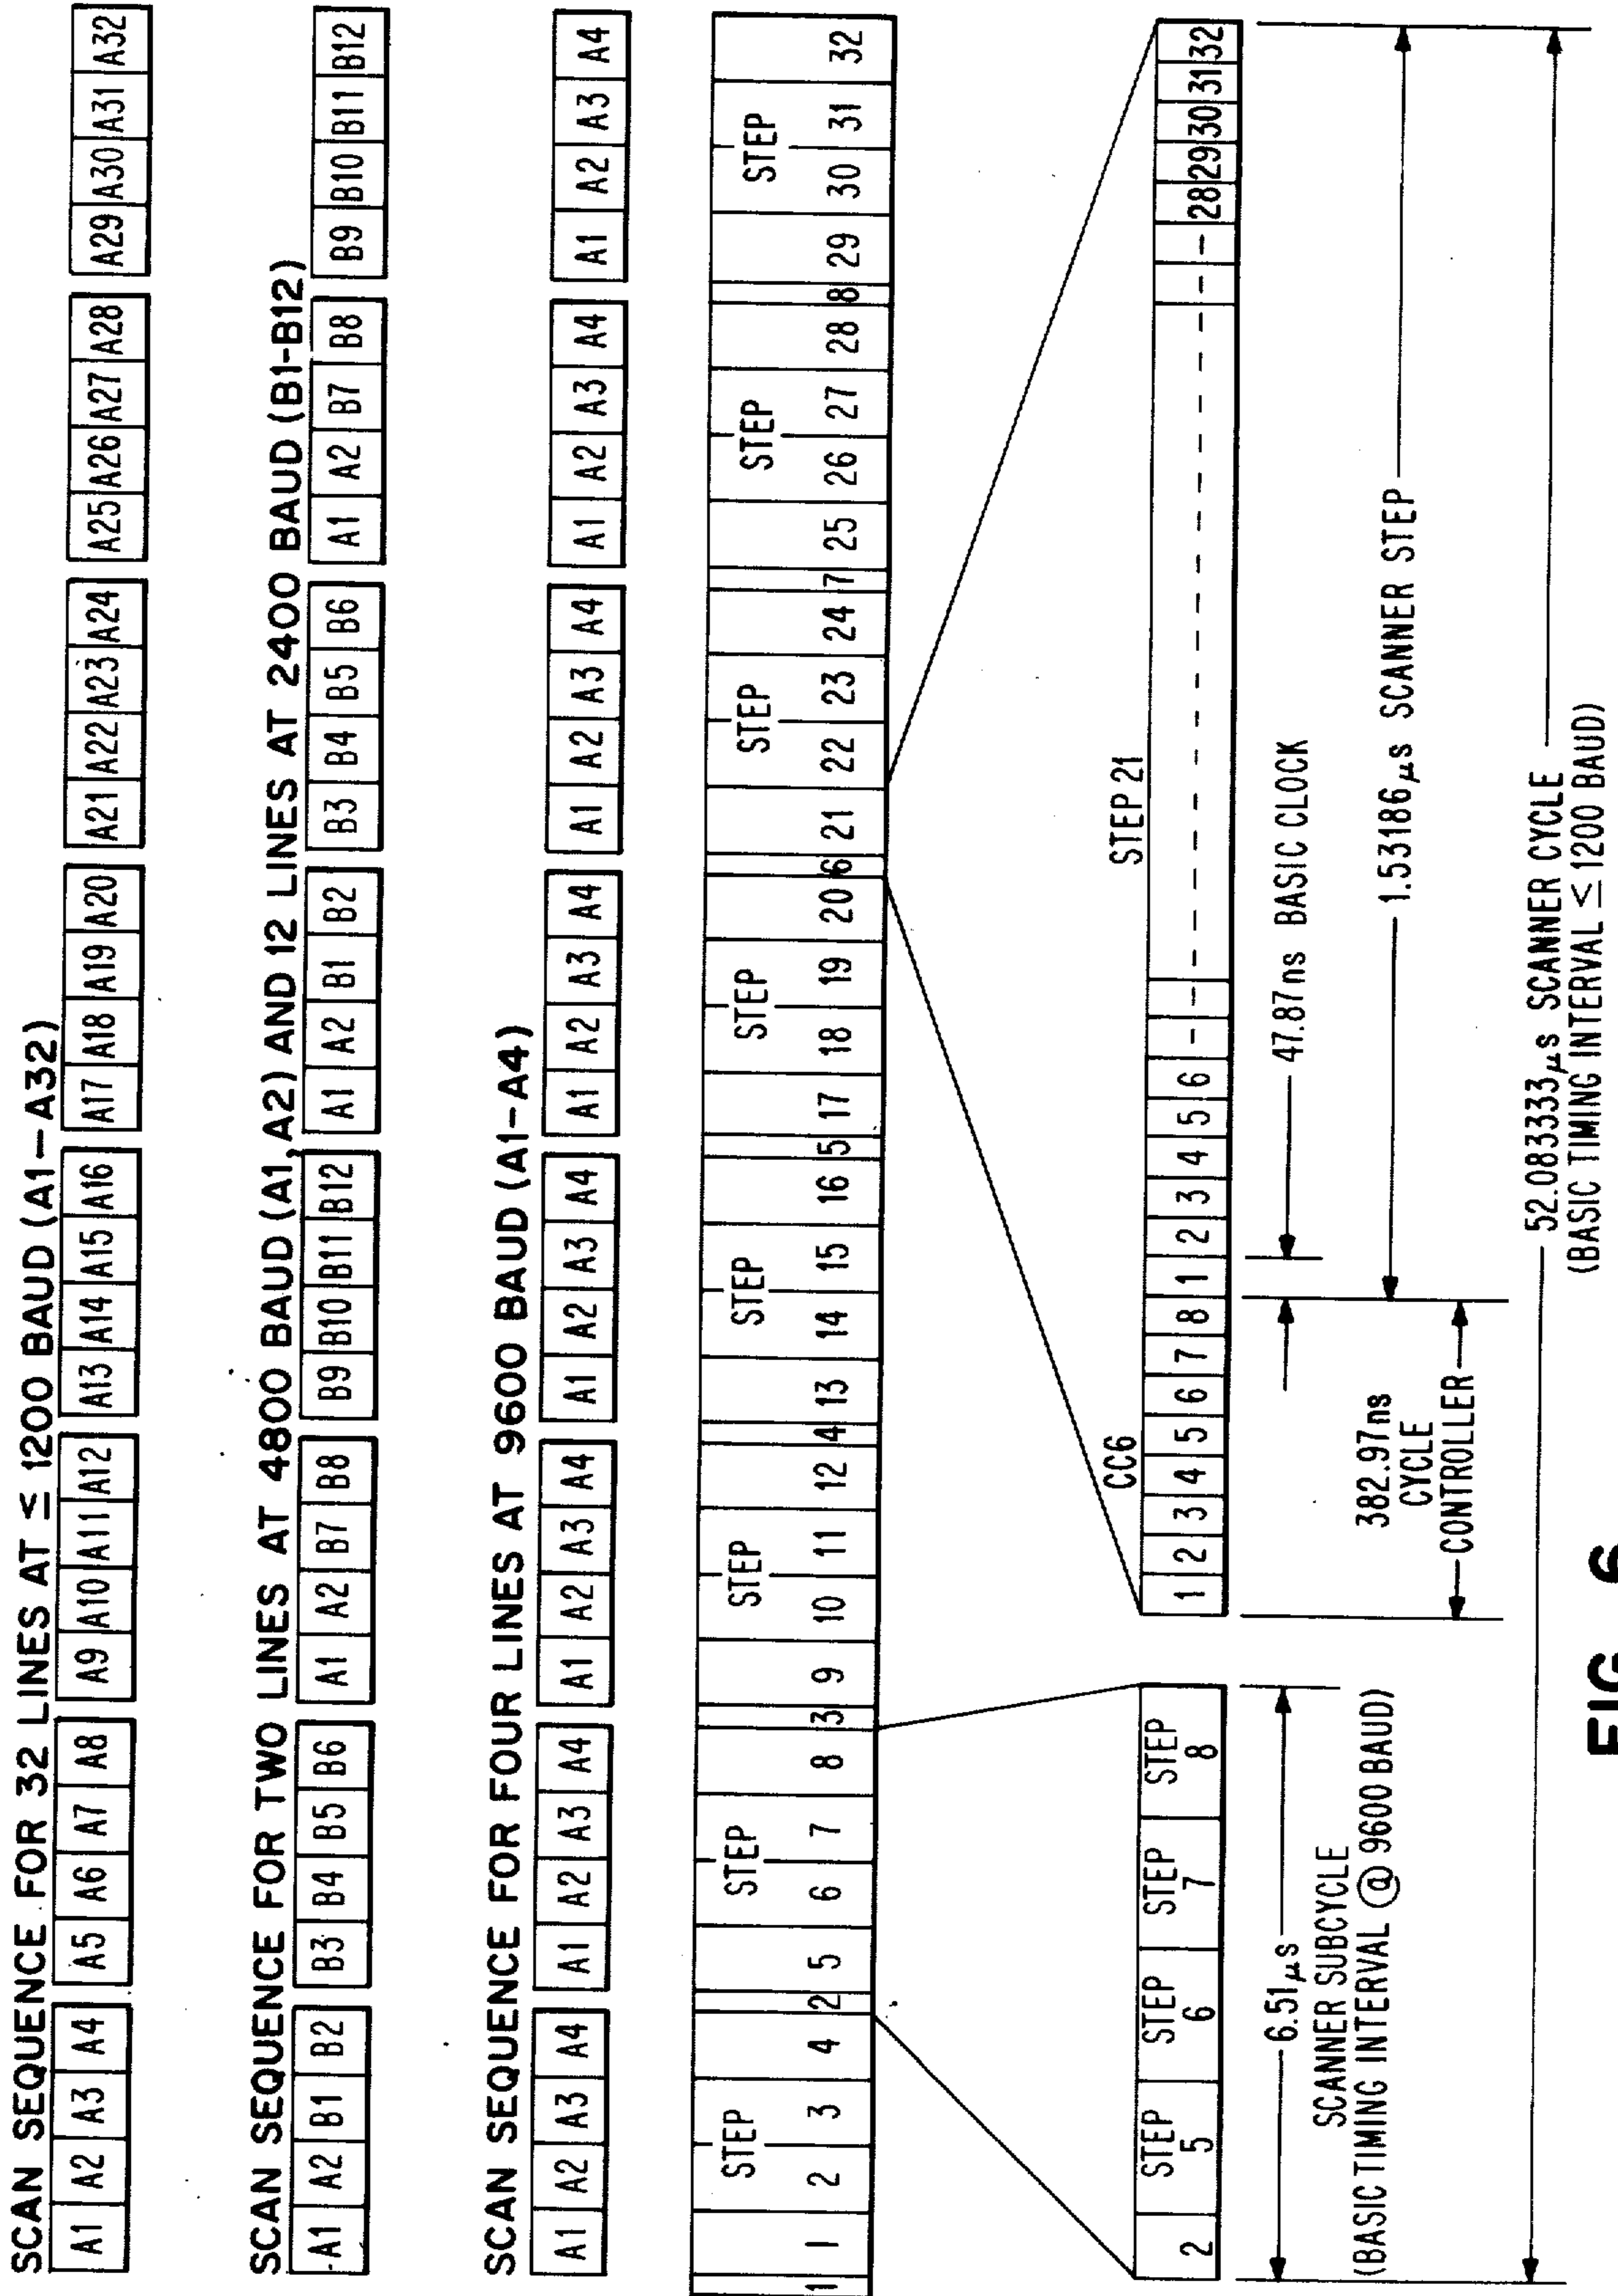 SCAN SEQUENCE FOR 32 LINES AT ≤ 1200 BAUD (A1-A32)
A1 A2 A3 A4 A5 A6 A7 A8 A9 A10 A11 A12 A13 A14 A15 A16 A17 A18 A19 A20 A21 A22 A23 A24 A25 A26 A27 A28 A29 A30 A31 A32
SCAN SEQUENCE FOR TWO LINES AT 4800 BAUD (A1,A2) AND 12 LINES AT 2400 BAUD (B1-B12)
A1 A2 B1 B2 B3 B4 B5 B6 A1 A2 B7 B8 B9 B10 B11 B12 A1 A2 B1 B2 B3 B4 B5 B6 A1 A2 B7 B8 B9 B10 B11 B12
SCAN SEQUENCE FOR FOUR LINES AT 9600 BAUD (A1-A4)
A1 A2 A3 A4 A1 A2 A3 A4 A1 A2 A3 A4 A1 A2 A3 A4 A1 A2 A3 A4 A1 A2 A3 A4 A1 A2 A3 A4 A1 A2 A3 A4
STEP STEP STEP STEP STEP STEP STEP STEP
1 1 2 3 4 2 5 6 7 8 3 9 10 11 12 4 13 14 15 16 5 17 18 19 20 6 21 22 23 24 7 25 26 27 28 8 29 30 31 32
CC6 STEP 21
2 STEP 5 STEP 6 STEP 7 STEP 8
1 2 3 4 5 6 7 8 1 2 3 4 5 6 28 29 30 31 32
6.51 μs
SCANNER SUBCYCLE
(BASIC TIMING INTERVAL @ 9600 BAUD)
47.87ns BASIC CLOCK
382.97ns
CYCLE
CONTROLLER
1.53186 μs SCANNER STEP
52.083333 μs SCANNER CYCLE
(BASIC TIMING INTERVAL ≤ 1200 BAUD)
FIG. 6